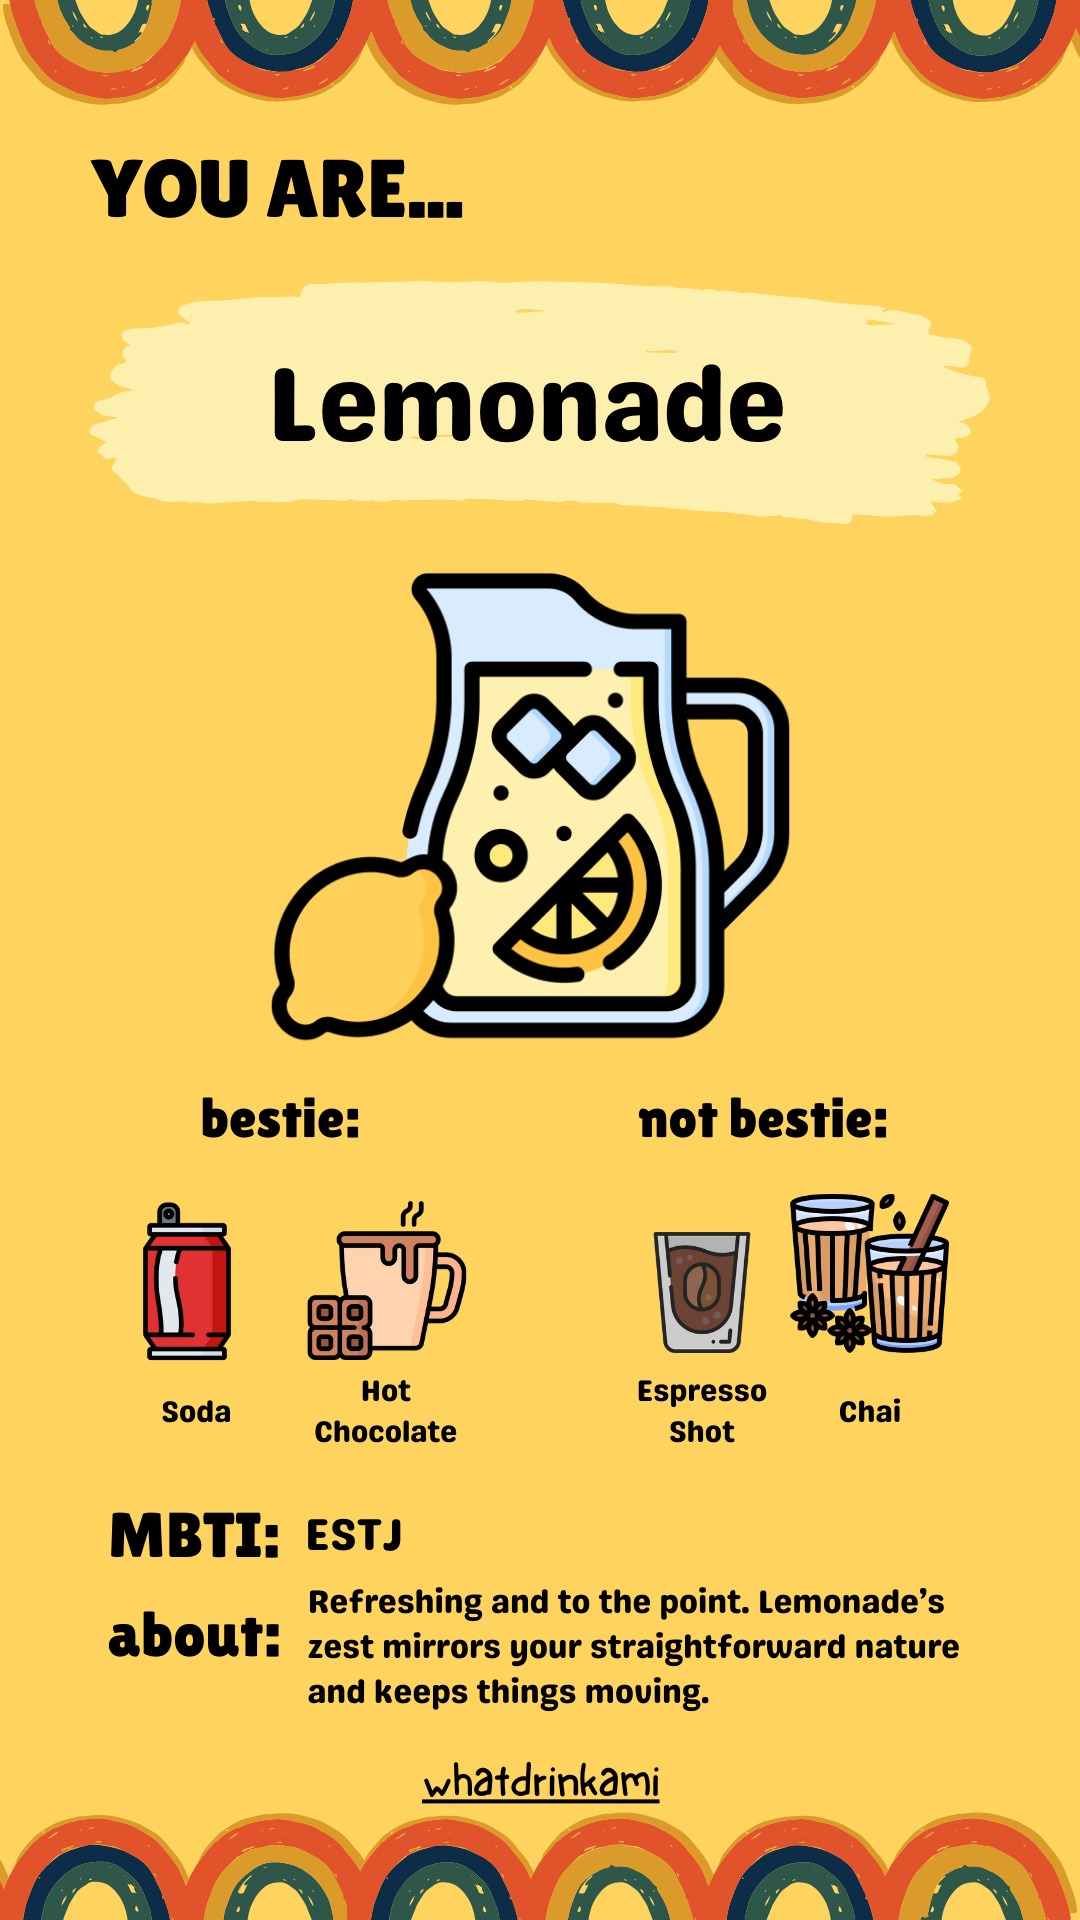 YOU ARE...
Lemonade
bestie:
not bestie:
Soda
Hot
Chocolate
Espresso
Shot
Chai
MBTI: ESTJ
about:
Refreshing and to the point. Lemonade’s
zest mirrors your straightforward nature
and keeps things moving.
whatdrinkami